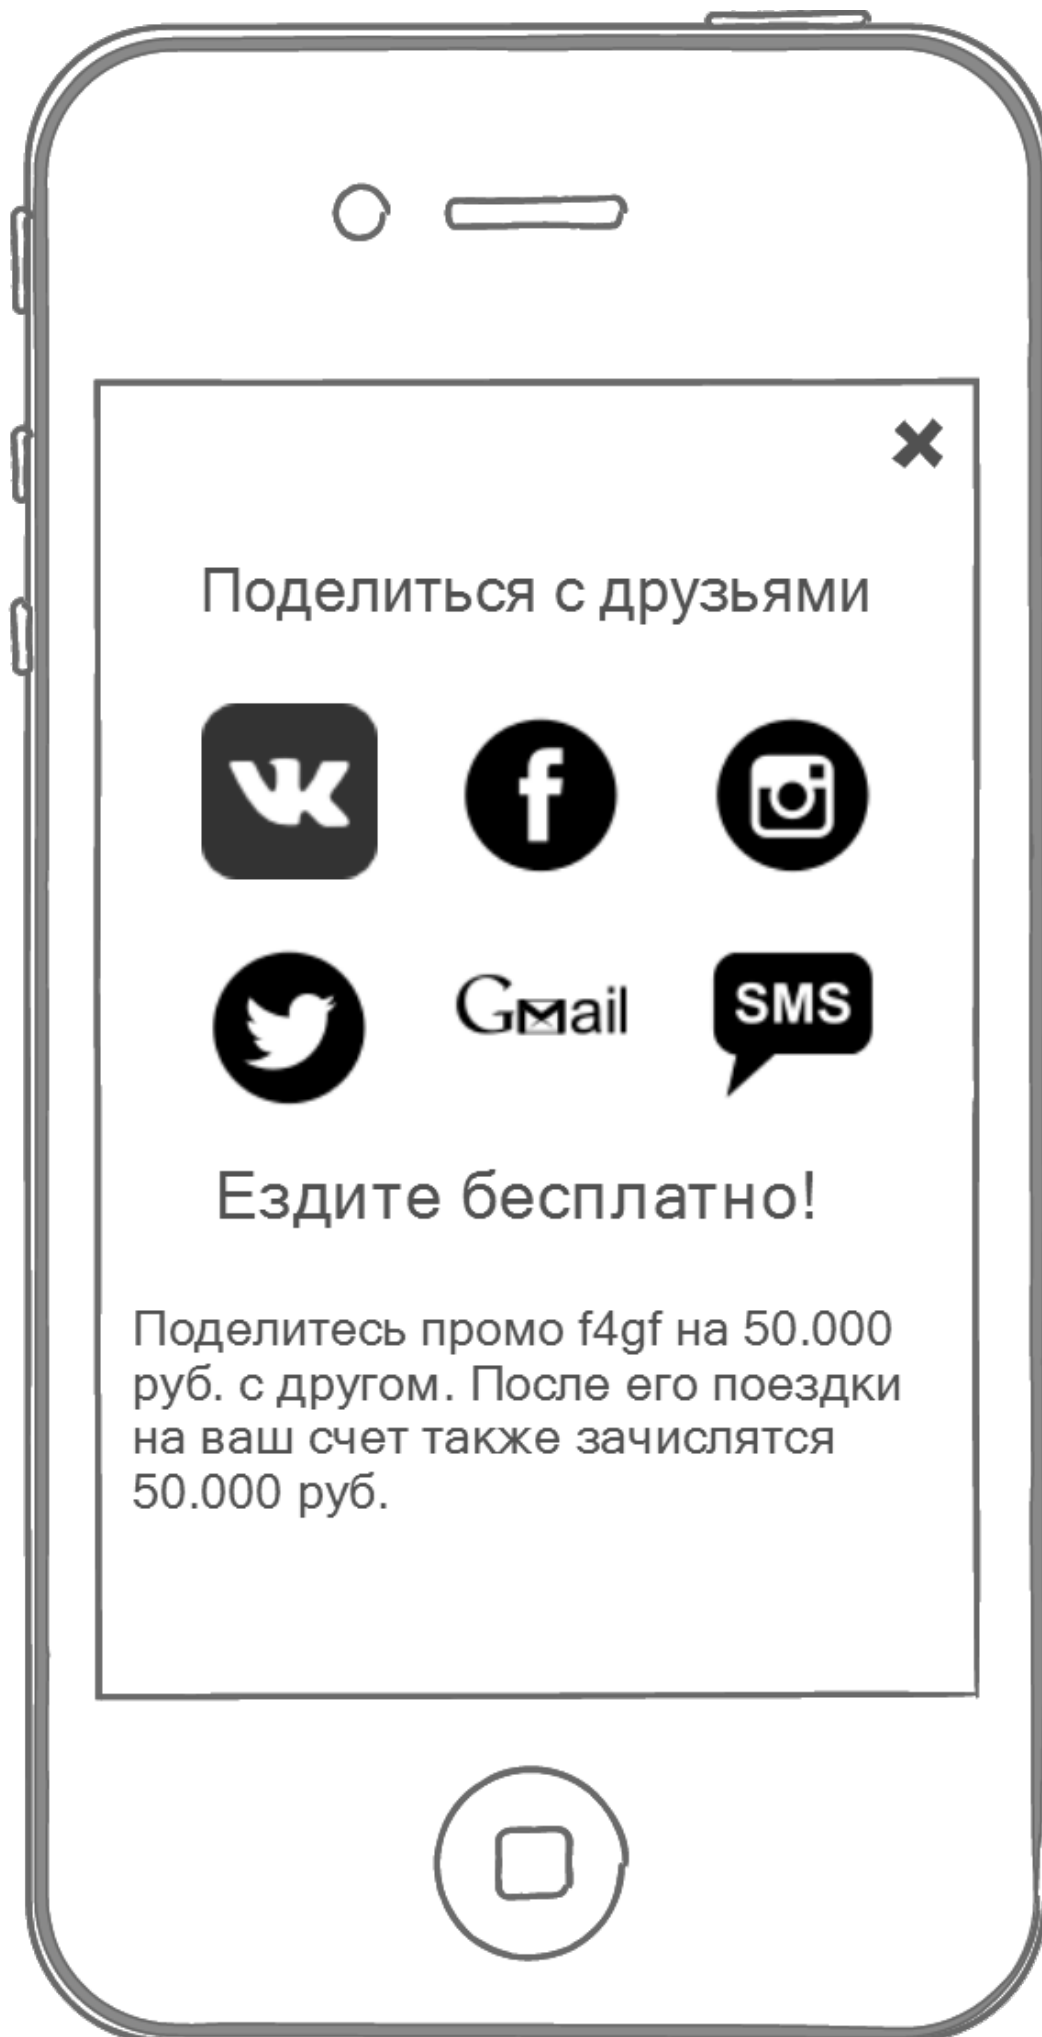 Поделиться с друзьями
VK f
Gmail SMS
Ездите бесплатно!
Поделитесь промо f4gf на 50.000
руб. с другом. После его поездки
на ваш счет также зачислятся
50.000 руб.